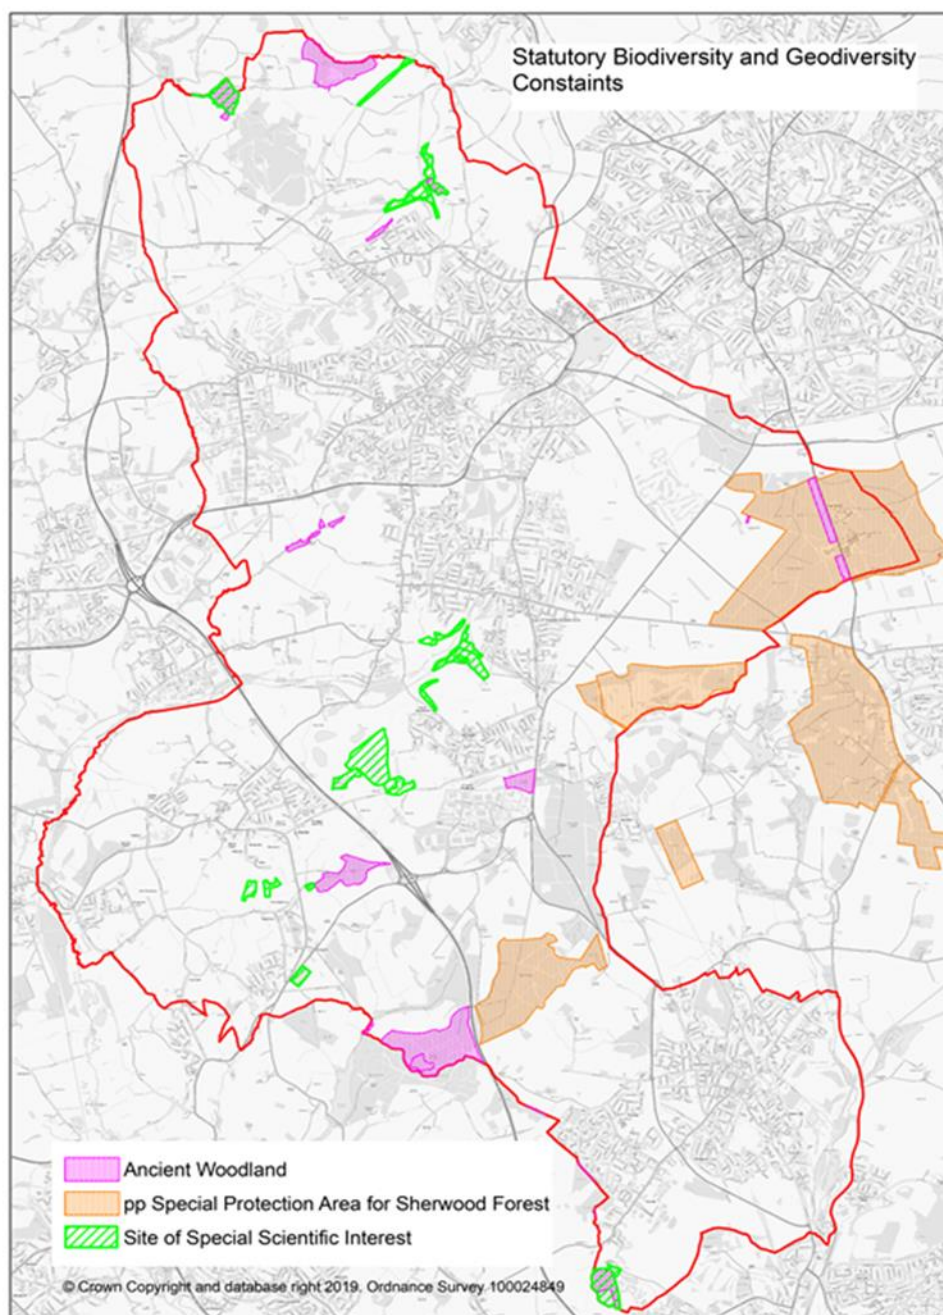 Statutory Biodiversity and Geodiversity
Constaints
Ancient Woodland
pp Special Protection Area for Sherwood Forest
Site of Special Scientific Interest
© Crown Copyright and database right 2019. Ordnance Survey 100024849